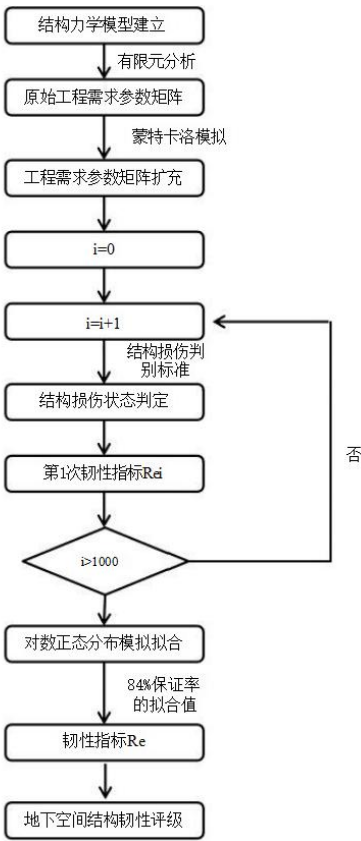 结构力学模型建立
有限元分析
原始工程需求参数矩阵
蒙特卡洛模拟
工程需求参数矩阵扩充
i=0
i=i+1
结构损伤判
别标准
结构损伤状态判定
第1次韧性指标Rei
否
i>1000
对数正态分布模拟拟合
84%保证率
的拟合值
韧性指标Re
地下空间结构韧性评级